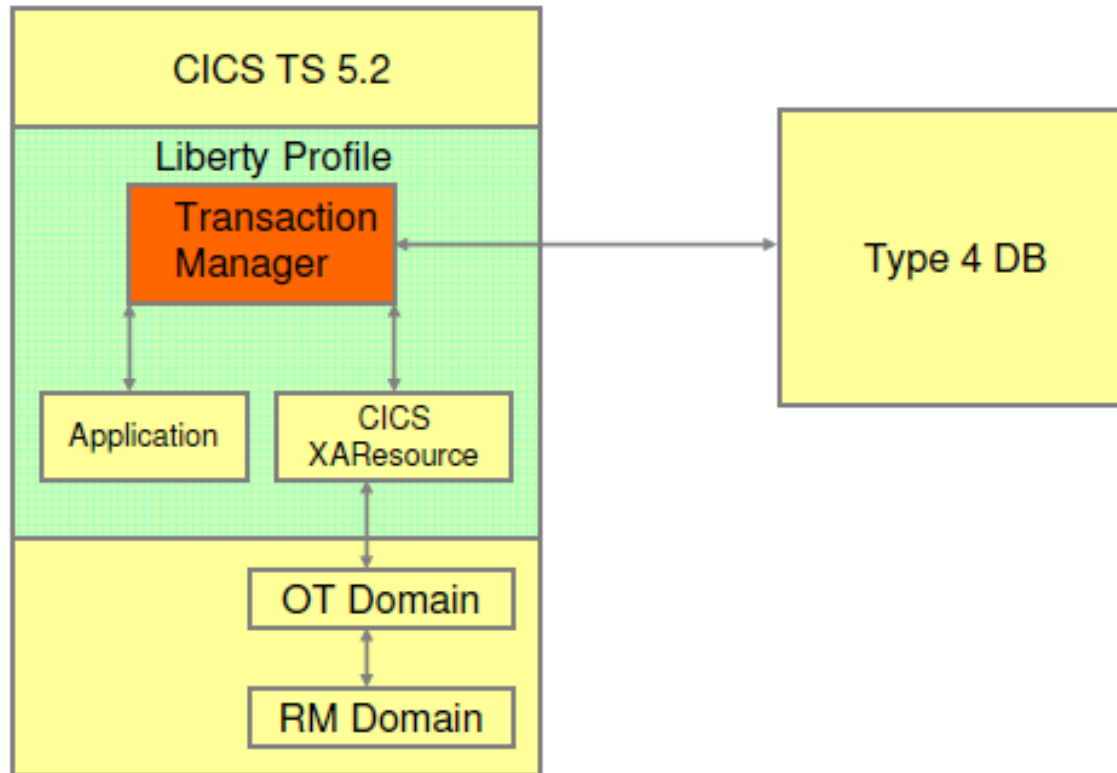 CICS TS 5.2
Liberty Profile
Transaction
Manager
Type 4 DB
Application
CICS
XAResource
OT Domain
RM Domain